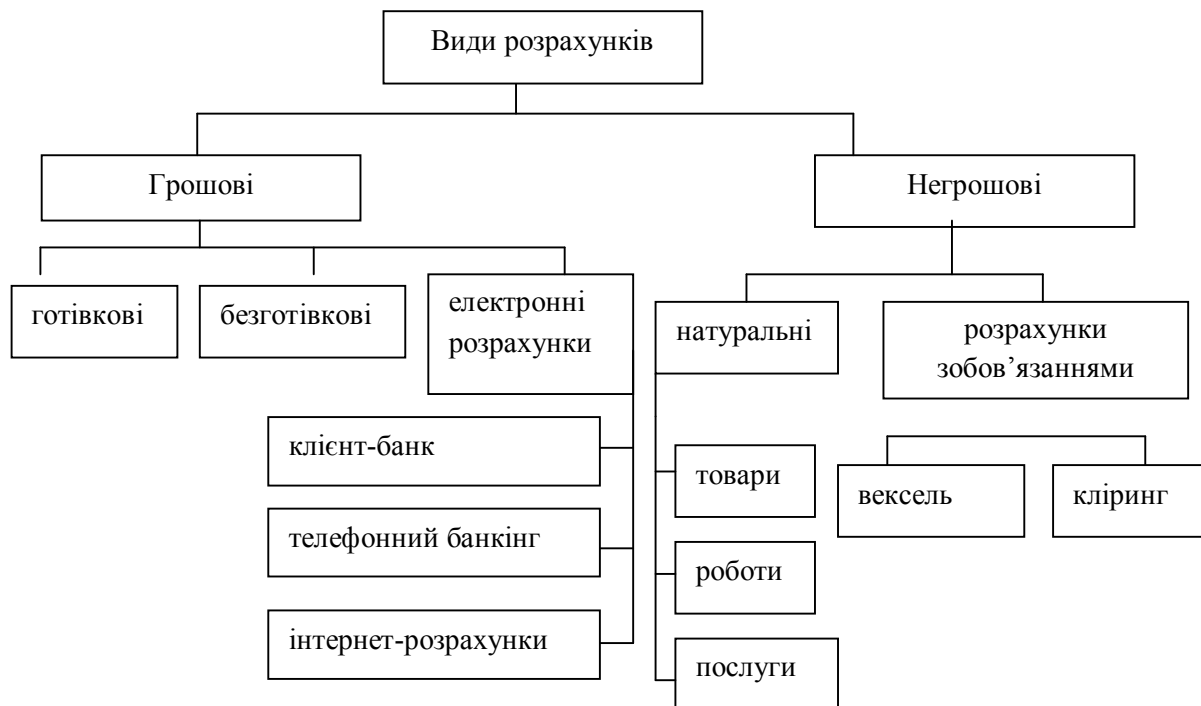 Види розрахунків
Грошові
Негрошові
готівкові
безготівкові
електронні
розрахунки
натуральні
розрахунки
зобов’язаннями
клієнт-банк
телефонний банкінг
інтернет-розрахунки
товари
роботи
послуги
вексель
кліринг